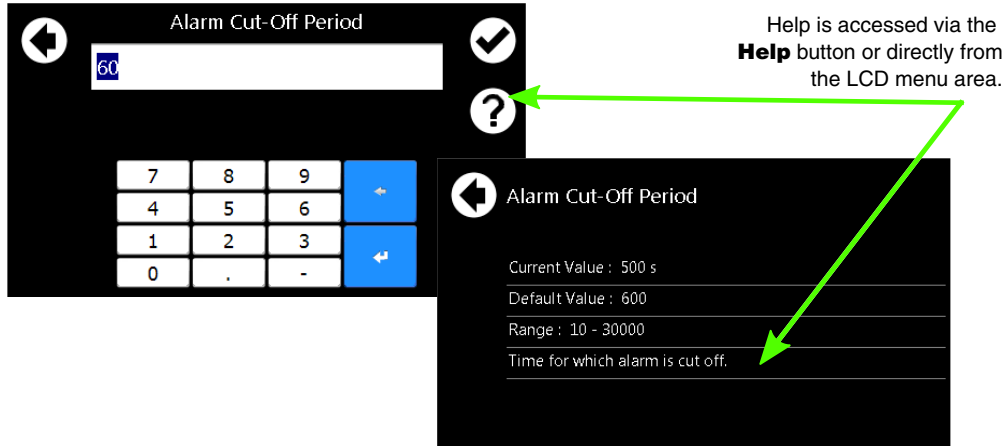 Alarm Cut-Off Period
60
7 8 9
4 5 6
1 2 3
0 . -
Help is accessed via the
Help button or directly from
the LCD menu area.
?
Alarm Cut-Off Period
Current Value : 500 s
Default Value : 600
Range : 10 - 30000
Time for which alarm is cut off.